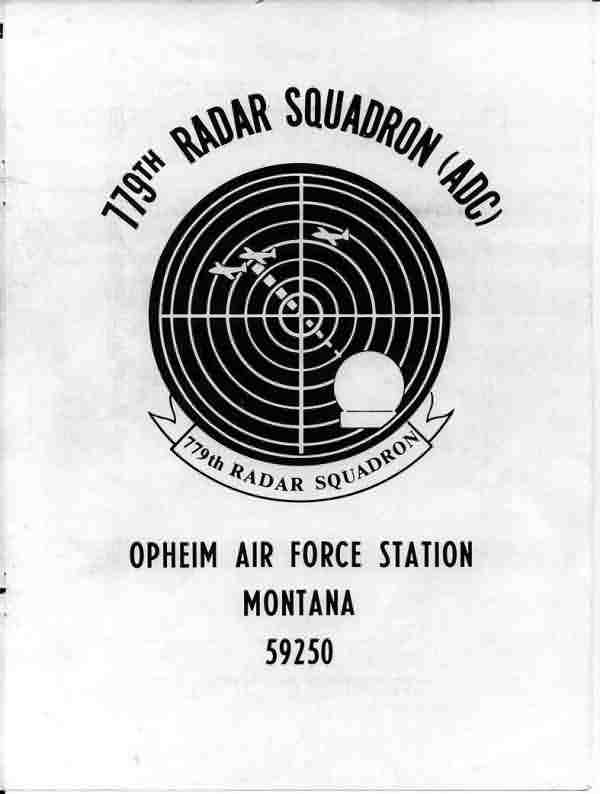 779TH RADAR SQUADRON (ADC)
779th RADAR SQUADRON
OPHEIM AIR FORCE STATION
MONTANA
59250